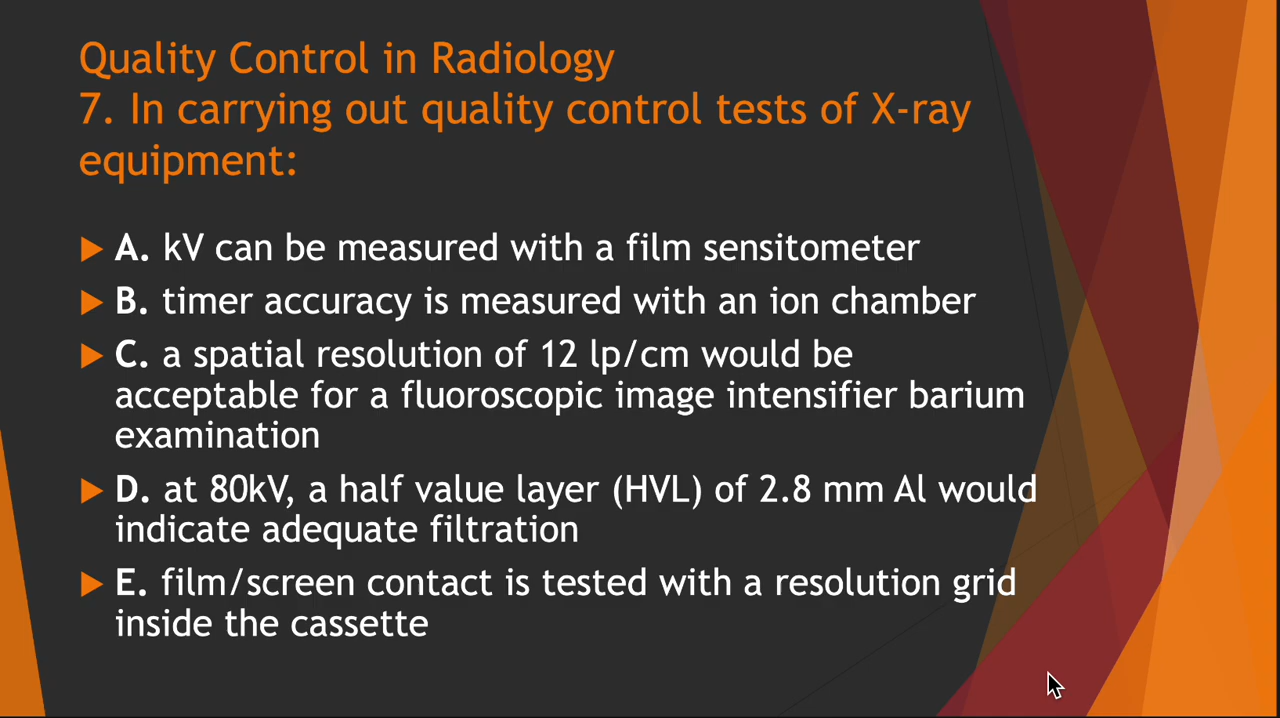 Quality Control in Radiology
7. In carrying out quality control tests of X-ray
equipment:
A. kV can be measured with a film sensitometer
B. timer accuracy is measured with an ion chamber
C. a spatial resolution of 12 lp/cm would be
acceptable for a fluoroscopic image intensifier barium
examination
D. at 80kV, a half value layer (HVL) of 2.8 mm Al would
indicate adequate filtration
E. film/screen contact is tested with a resolution grid
inside the cassette